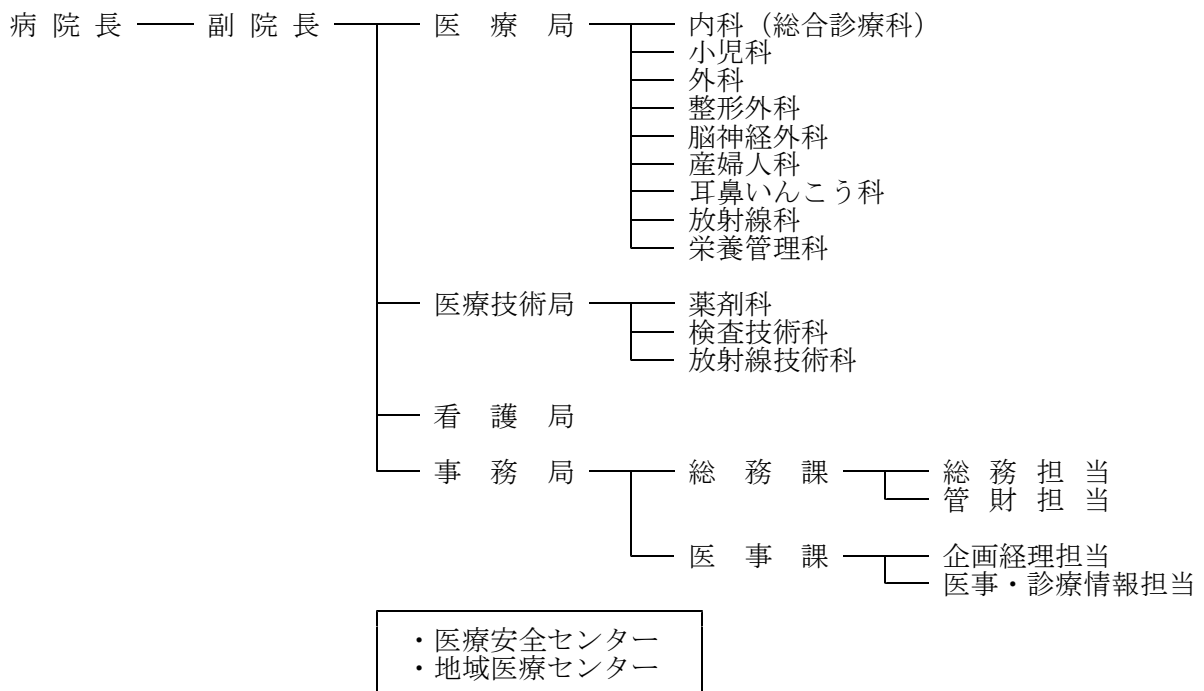 病院長 副院長 医療局 内科（総合診療科）
小児科
外科
整形外科
脳神経外科
産婦人科
耳鼻いんこう科
放射線科
栄養管理科
医療技術局 薬剤科
検査技術科
放射線技術科
看護局
事務局 総務課 総務担当
管財担当
医事課 企画経理担当
医事・診療情報担当
・医療安全センター
・地域医療センター